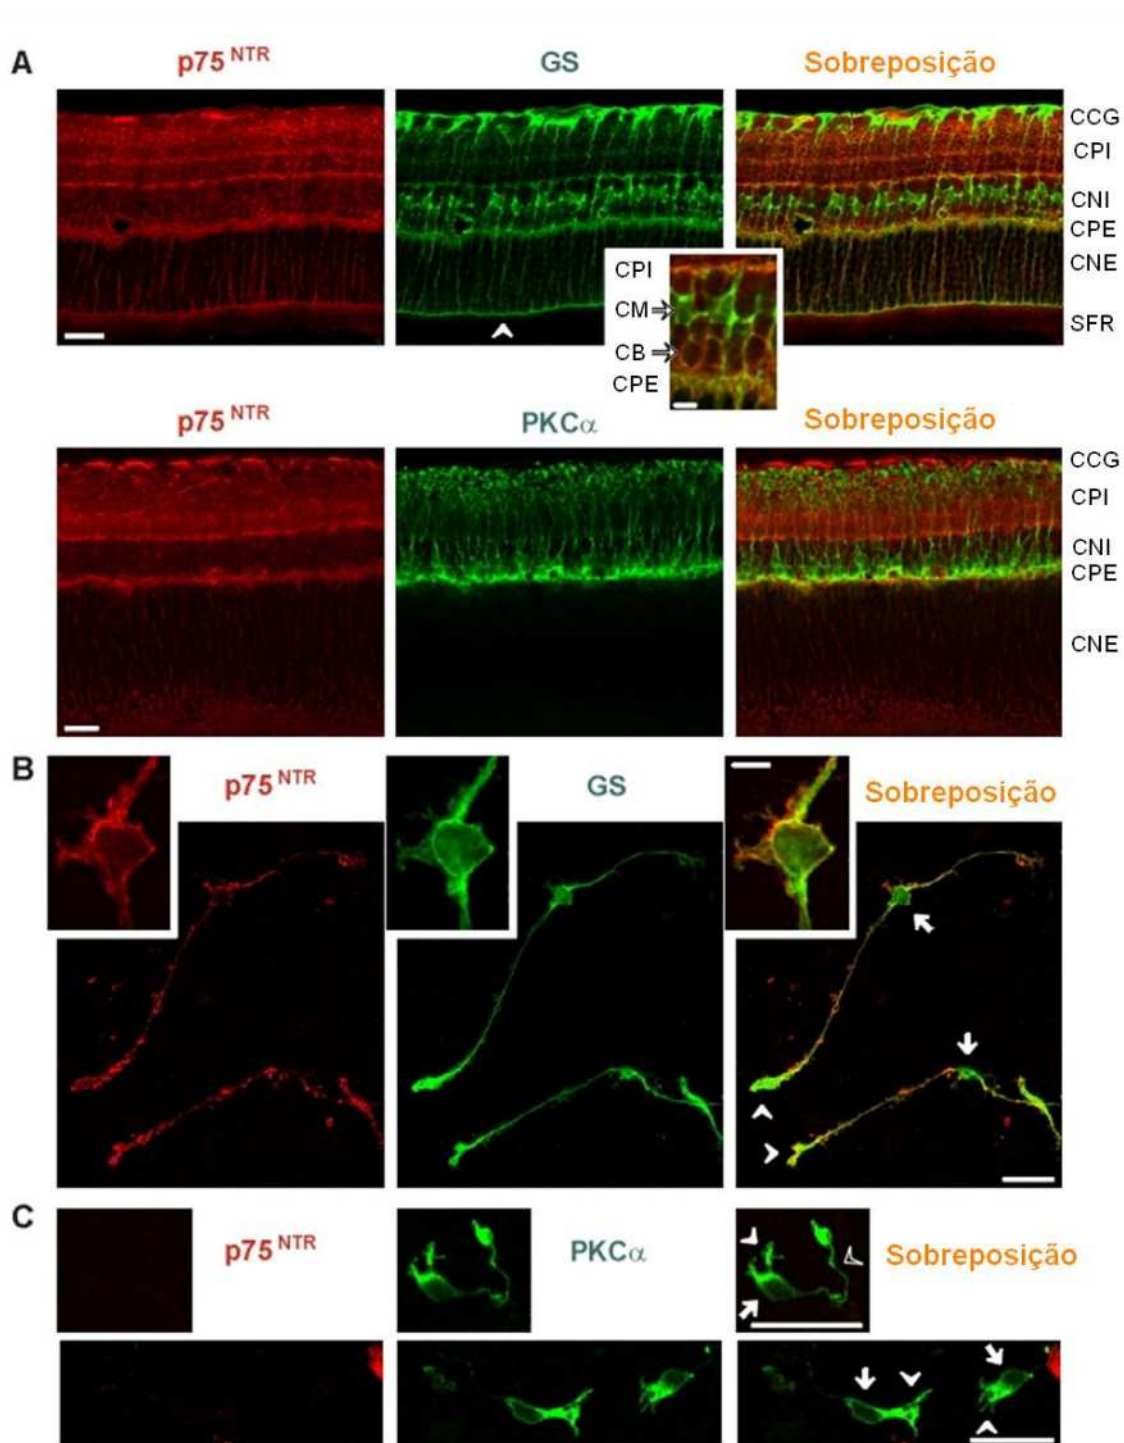 A
p75 NTR
GS
Sobreposição
CCG
CPI
CNI
CPE
CNE
SFR
CPI
CM
CB
CPE
p75 NTR
PKCα
Sobreposição
CCG
CPI
CNI
CPE
CNE
B
p75 NTR
GS
Sobreposição
C
p75 NTR
PKCα
Sobreposição